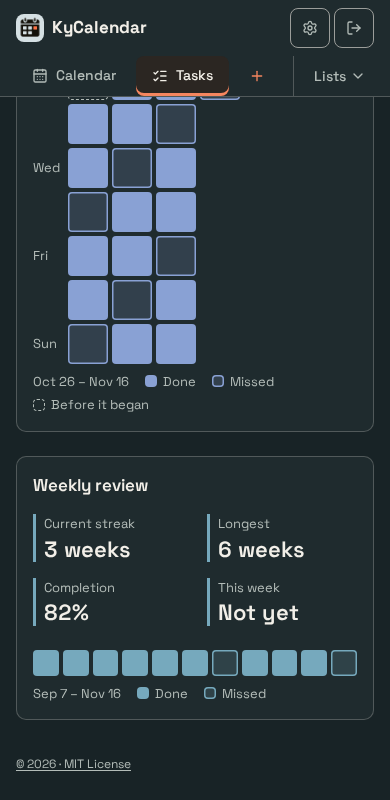 KyCalendar
Calendar Tasks + Lists
Wed
Fri
Sun
Oct 26 – Nov 16 Done Missed
Before it began
Weekly review
Current streak Longest
3 weeks 6 weeks
Completion This week
82% Not yet
Sep 7 – Nov 16 Done Missed
© 2026 · MIT License